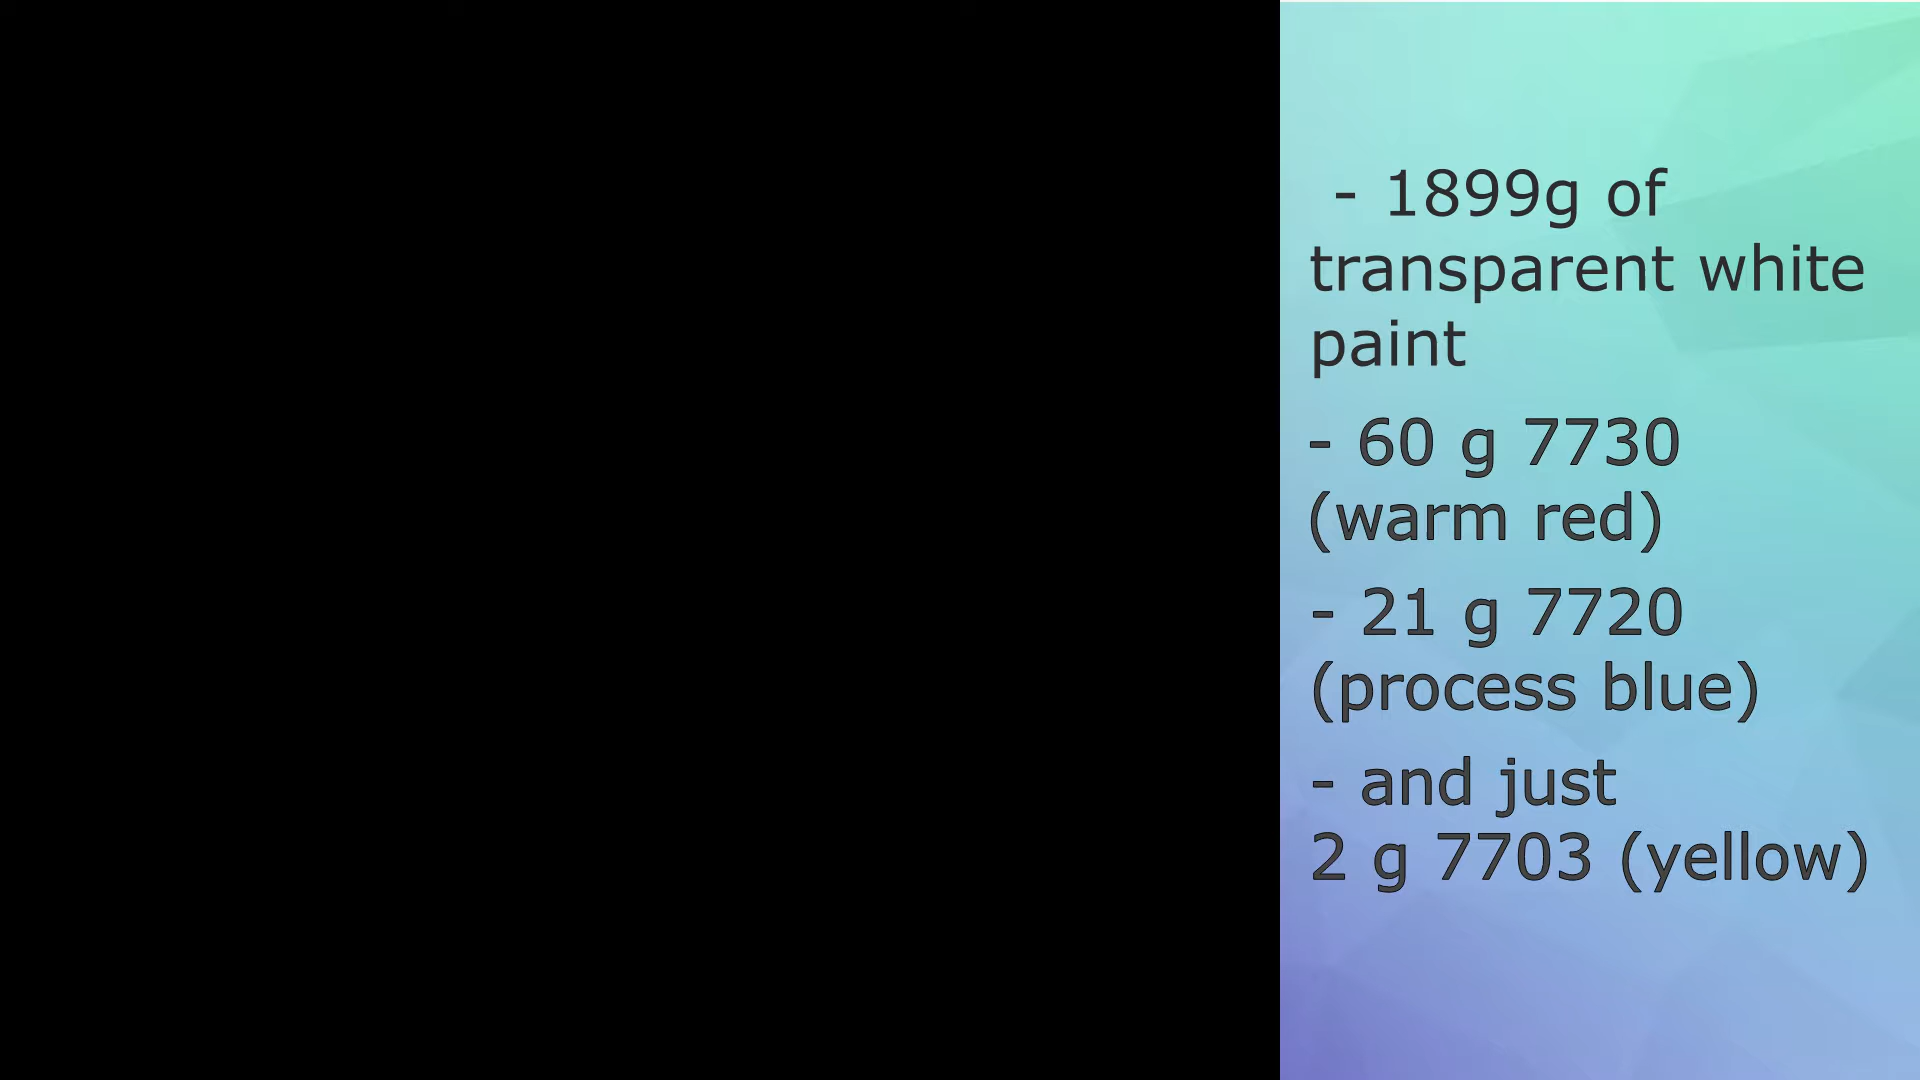 - 1899g of
transparent white
paint
- 60 g 7730
(warm red)
- 21 g 7720
(process blue)
- and just
2 g 7703 (yellow)